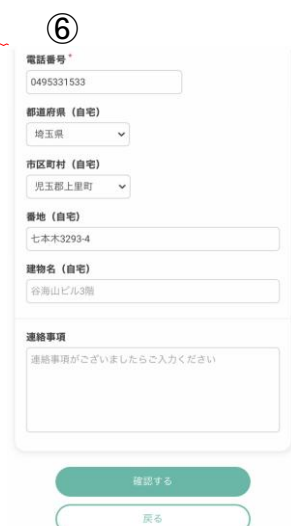 ⑥
電話番号*
0495331533
都道府県（自宅）
埼玉県
市区町村（自宅）
児玉郡上里町
番地（自宅）
七本木3293-4
建物名（自宅）
谷海山ビル3階
連絡事項
連絡事項がございましたらご入力ください
確認する
戻る